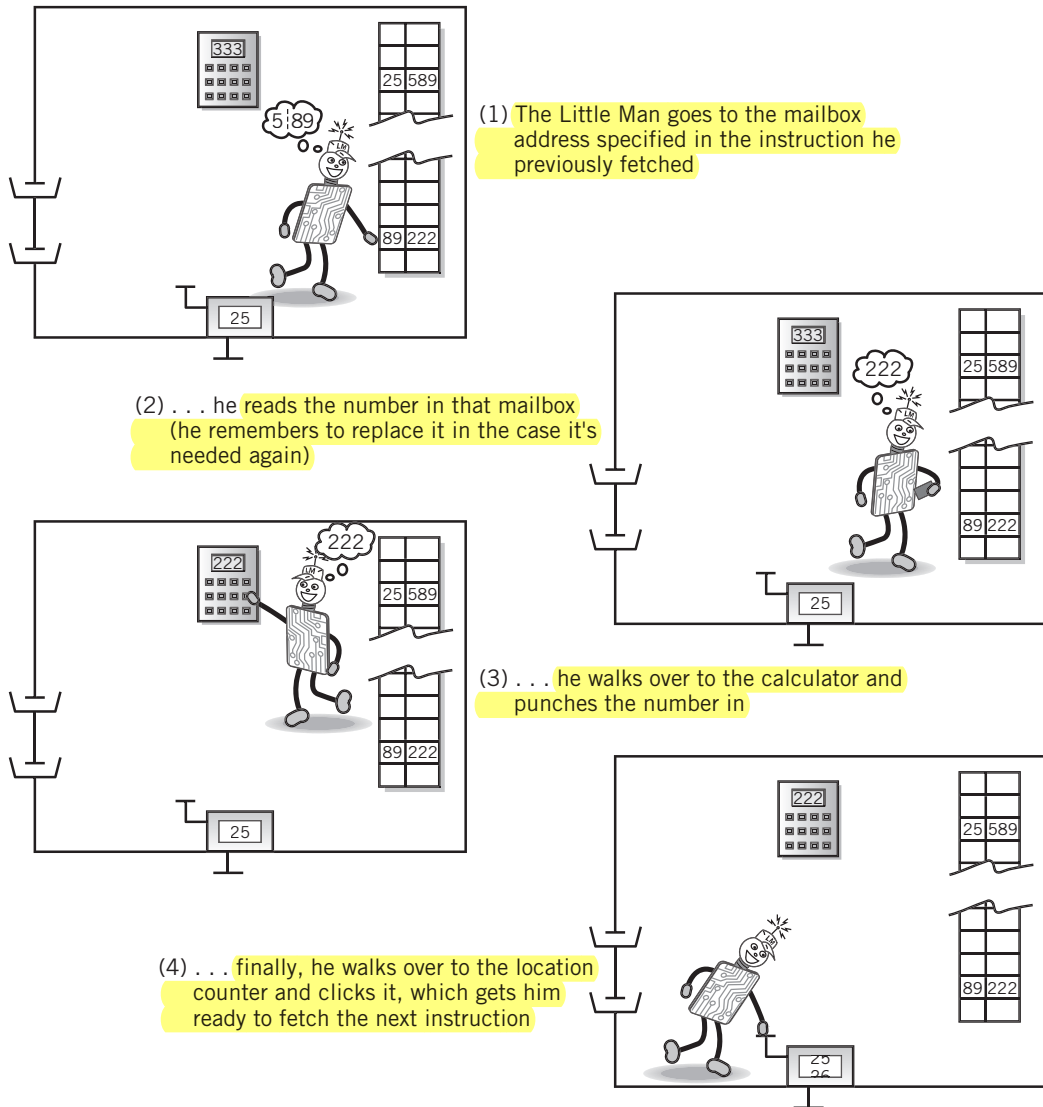 333
25 589
5 89
LM
(1) The Little Man goes to the mailbox
address specified in the instruction he
previously fetched
89 222
25
333
222
25 589
LM
(2) . . . he reads the number in that mailbox
(he remembers to replace it in the case it's
needed again)
89 222
25
222
222
LM
25 589
(3) . . . he walks over to the calculator and
punches the number in
89 222
25
222
25 589
LM
(4) . . . finally, he walks over to the location
counter and clicks it, which gets him
ready to fetch the next instruction
89 222
25
26